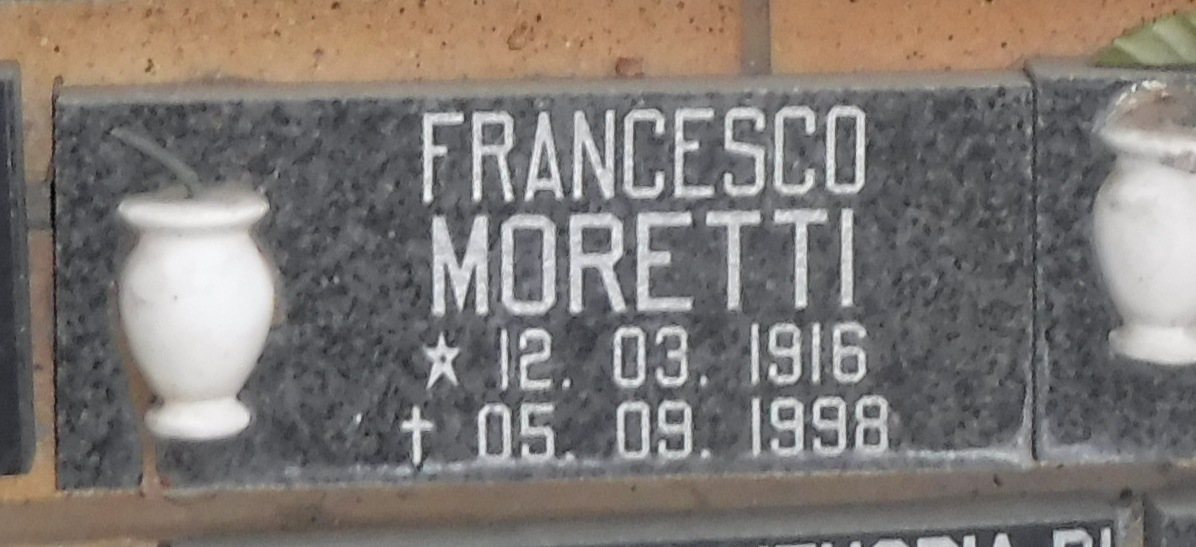 FRANCESCO
MORETTI
★ 12. 03. 1916
✝ 05. 09. 1998